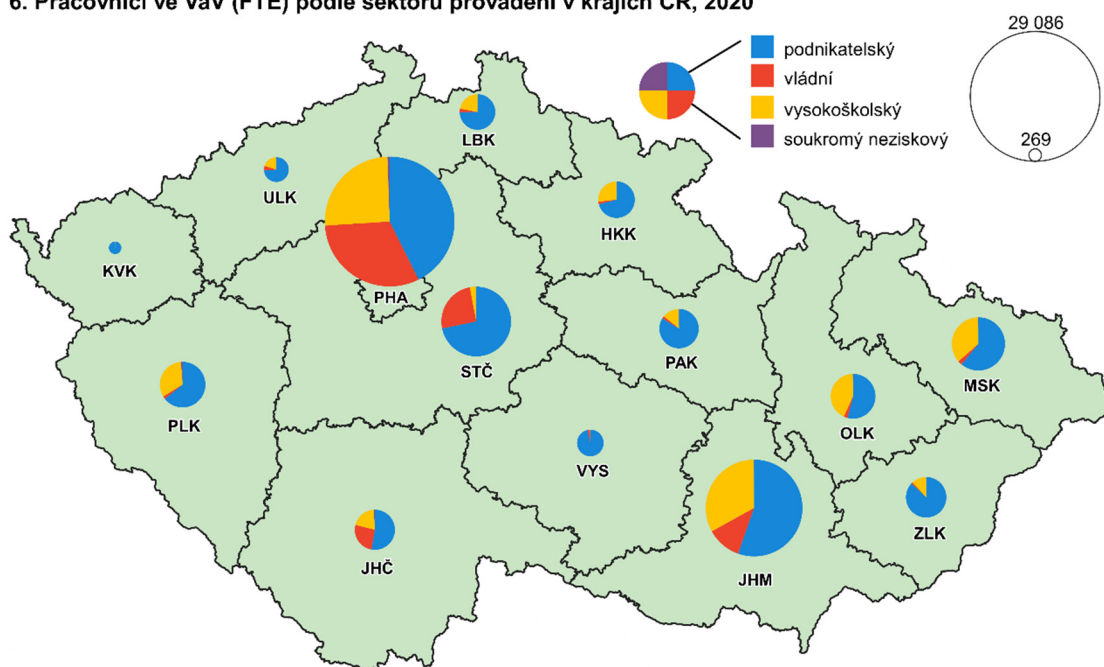 6. Pracovníci ve VaV (FTE) podle sektorů provádění v krajích ČR, 2020
29 086
podnikatelský
vládní
vysokoškolský
soukromý neziskový
269
LBK
ULK
HKK
KVK
PHA
STČ
PAK
MSK
PLK
OLK
VYS
ZLK
JHČ
JHM